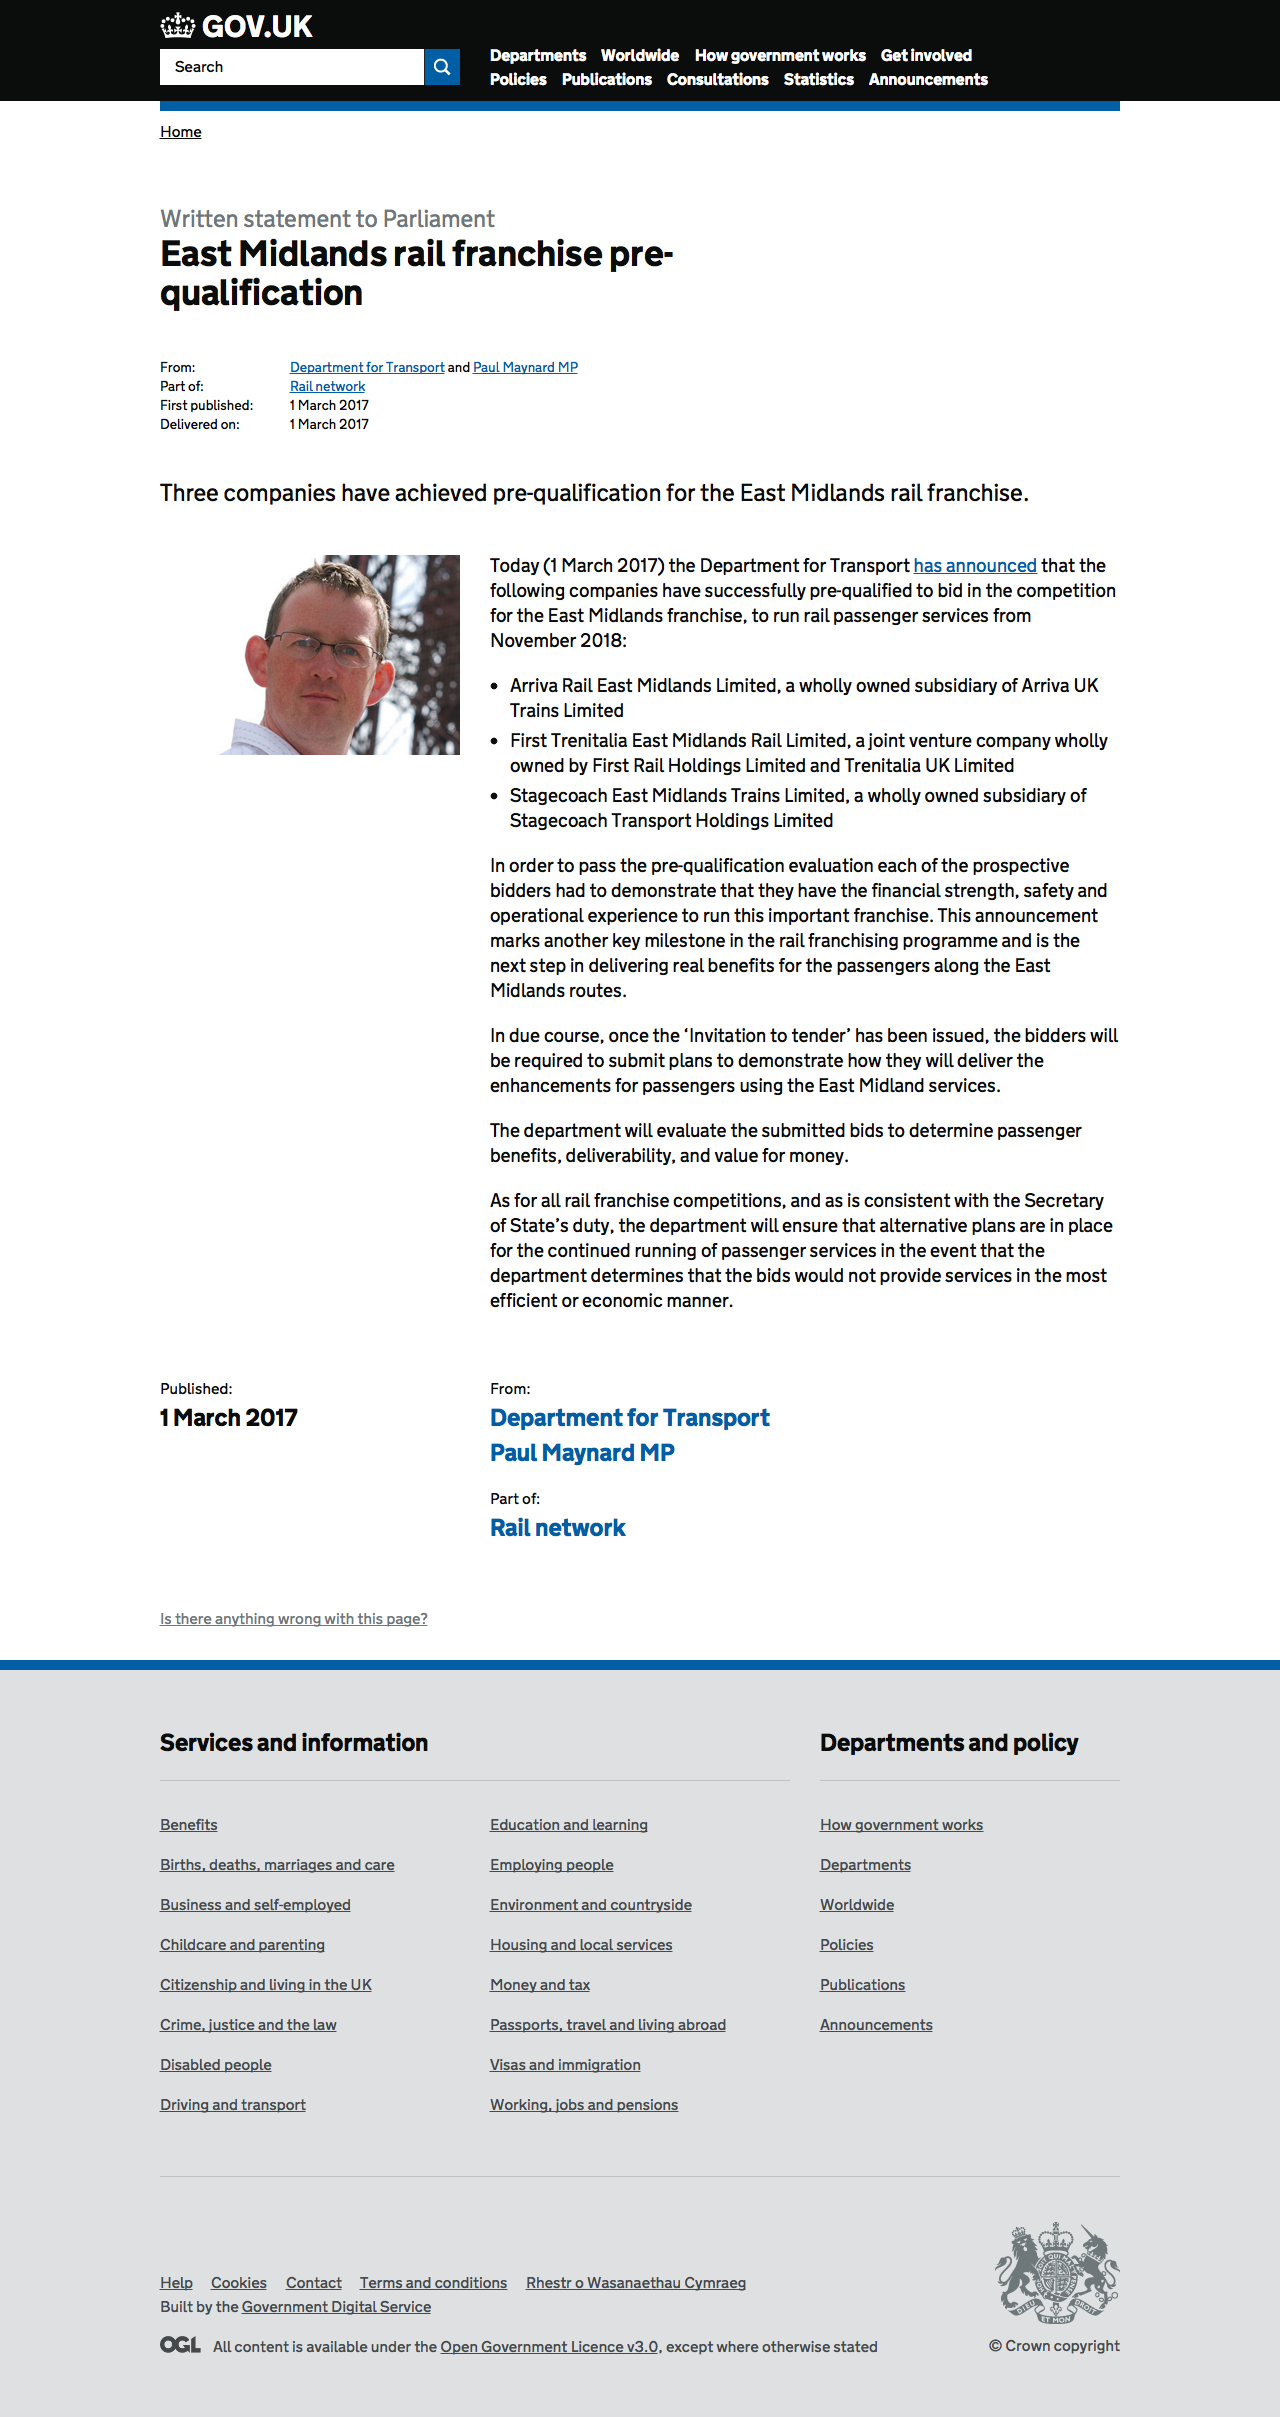 GOV.UK
Search
Departments Worldwide How government works Get involved
Policies Publications Consultations Statistics Announcements
Home
Written statement to Parliament
East Midlands rail franchise pre-
qualification
From: Department for Transport and Paul Maynard MP
Part of: Rail network
First published: 1 March 2017
Delivered on: 1 March 2017
Three companies have achieved pre-qualification for the East Midlands rail franchise.
Today (1 March 2017) the Department for Transport has announced that the
following companies have successfully pre-qualified to bid in the competition
for the East Midlands franchise, to run rail passenger services from
November 2018:
• Arriva Rail East Midlands Limited, a wholly owned subsidiary of Arriva UK
Trains Limited
• First Trenitalia East Midlands Rail Limited, a joint venture company wholly
owned by First Rail Holdings Limited and Trenitalia UK Limited
• Stagecoach East Midlands Trains Limited, a wholly owned subsidiary of
Stagecoach Transport Holdings Limited
In order to pass the pre-qualification evaluation each of the prospective
bidders had to demonstrate that they have the financial strength, safety and
operational experience to run this important franchise. This announcement
marks another key milestone in the rail franchising programme and is the
next step in delivering real benefits for the passengers along the East
Midlands routes.
In due course, once the ‘Invitation to tender’ has been issued, the bidders will
be required to submit plans to demonstrate how they will deliver the
enhancements for passengers using the East Midland services.
The department will evaluate the submitted bids to determine passenger
benefits, deliverability, and value for money.
As for all rail franchise competitions, and as is consistent with the Secretary
of State’s duty, the department will ensure that alternative plans are in place
for the continued running of passenger services in the event that the
department determines that the bids would not provide services in the most
efficient or economic manner.
Published:
1 March 2017
From:
Department for Transport
Paul Maynard MP
Part of:
Rail network
Is there anything wrong with this page?
Services and information
Benefits
Births, deaths, marriages and care
Business and self-employed
Childcare and parenting
Citizenship and living in the UK
Crime, justice and the law
Disabled people
Driving and transport
Education and learning
Employing people
Environment and countryside
Housing and local services
Money and tax
Passports, travel and living abroad
Visas and immigration
Working, jobs and pensions
Departments and policy
How government works
Departments
Worldwide
Policies
Publications
Announcements
Help Cookies Contact Terms and conditions Rhestr o Wasanaethau Cymraeg
Built by the Government Digital Service
OGL All content is available under the Open Government Licence v3.0, except where otherwise stated
DIEU ET MON DROIT
© Crown copyright